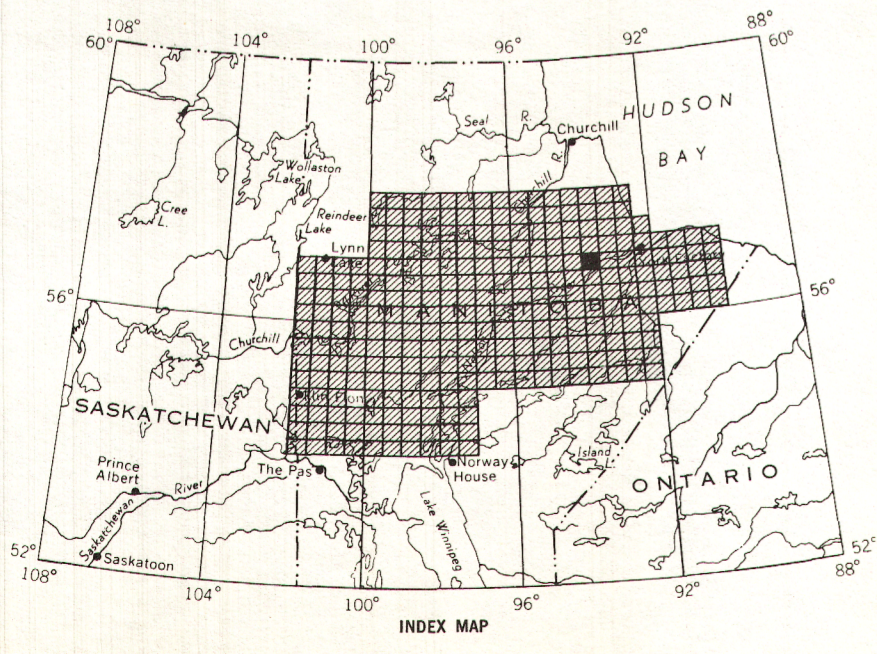 108°
60°
104°
100°
96°
92°
88°
60°
HUDSON
BAY
Seal R.
Churchill
Churchill R.
Wollaston
Lake
Cree
L.
Reindeer
Lake
Lynn
Lake
56°
MANITOBA
56°
Nelson
Churchill
Flin Flon
SASKATCHEWAN
Prince
Albert
The Pas
Norway
House
Island
L.
ONTARIO
Saskatchewan River
Lake Winnipeg
Saskatoon
52°
108°
104°
100°
96°
92°
52°
88°
INDEX MAP